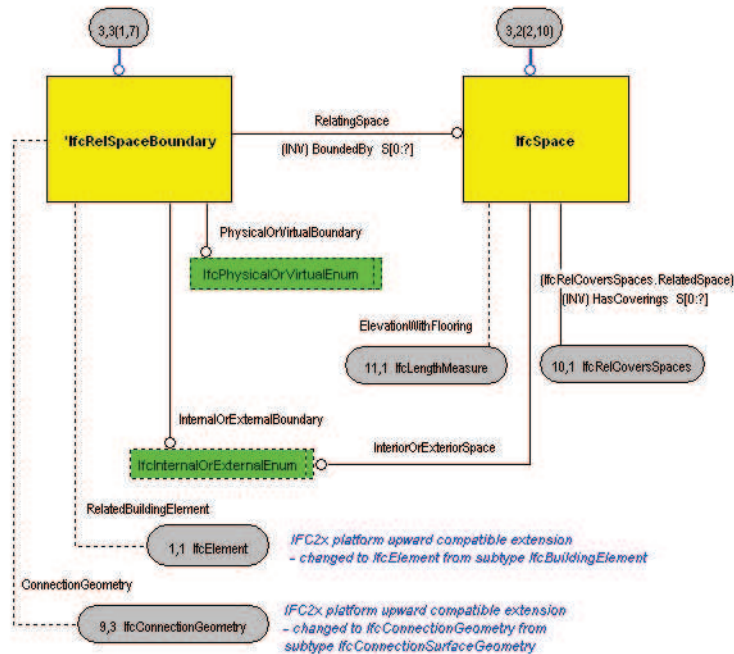 3,3(1,7)
3,2(2,10)
'IfcRelSpaceBoundary
RelatingSpace
(INV) BoundedBy S[0:?]
IfcSpace
PhysicalOrVirtualBoundary
IfcPhysicalOrVirtualEnum
(IfcRelCoversSpaces.RelatedSpace)
(INV) HasCoverings S[0:?]
ElevationWithFlooring
11,1 IfcLengthMeasure
10,1 IfcRelCoversSpaces
InternalOrExternalBoundary
InteriorOrExteriorSpace
IfcInternalOrExternalEnum
RelatedBuildingElement
1,1 IfcElement
IFC2x platform upward compatible extension
- changed to IfcElement from subtype IfcBuildingElement
ConnectionGeometry
9,3 IfcConnectionGeometry
IFC2x platform upward compatible extension
- changed to IfcConnectionGeometry from
subtype IfcConnectionSurfaceGeometry